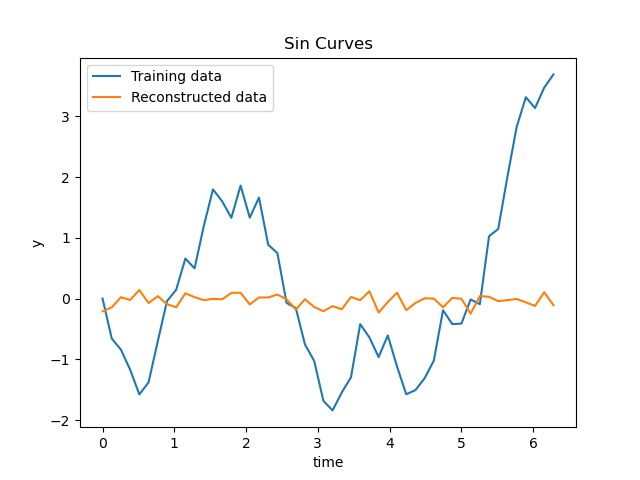 Sin Curves
Training data
Reconstructed data
y
3
2
1
0
−1
−2
0 1 2 3 4 5 6
time